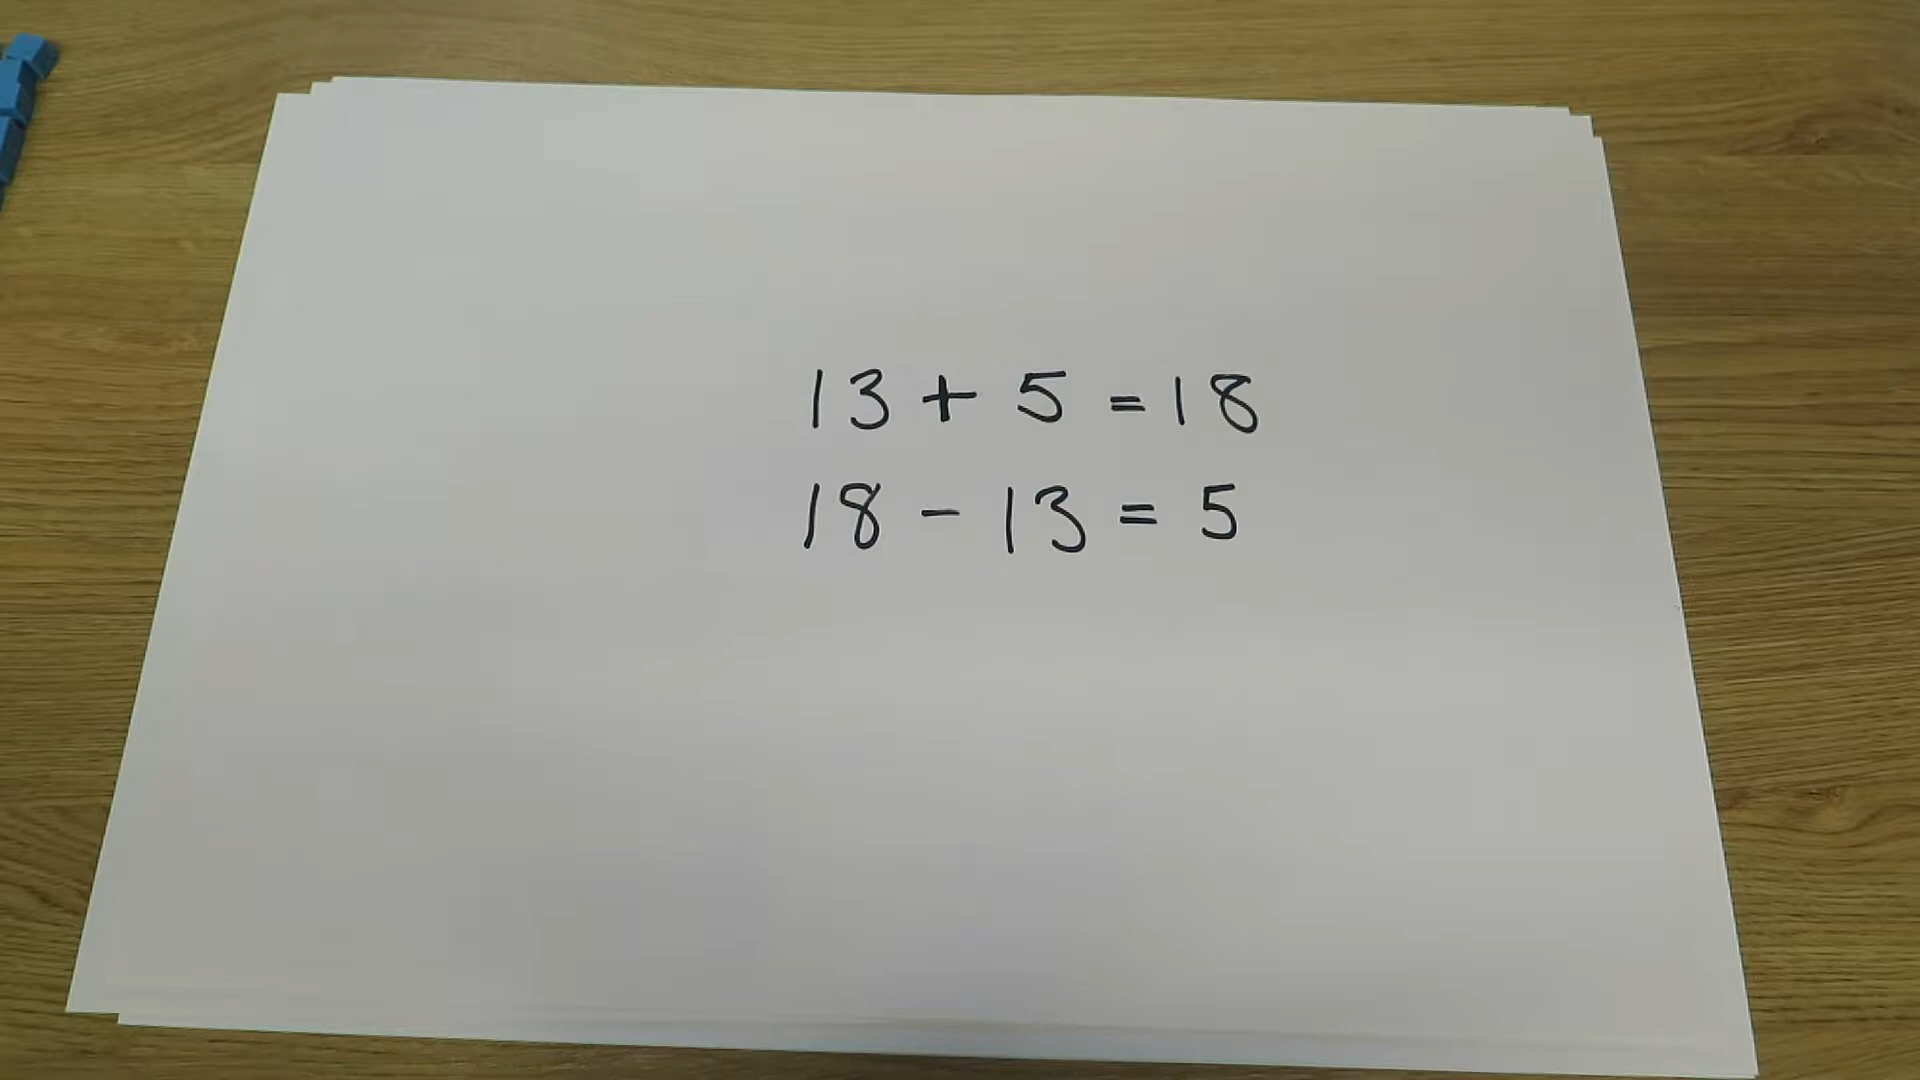 13 + 5 = 18
18 - 13 = 5